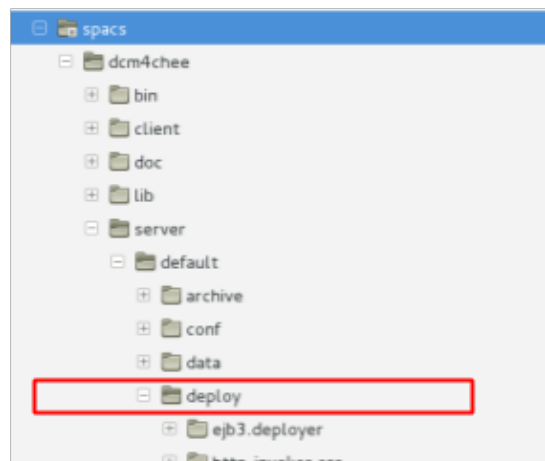 spacs
dcm4chee
bin
client
doc
lib
server
default
archive
conf
data
deploy
ejb3.deployer